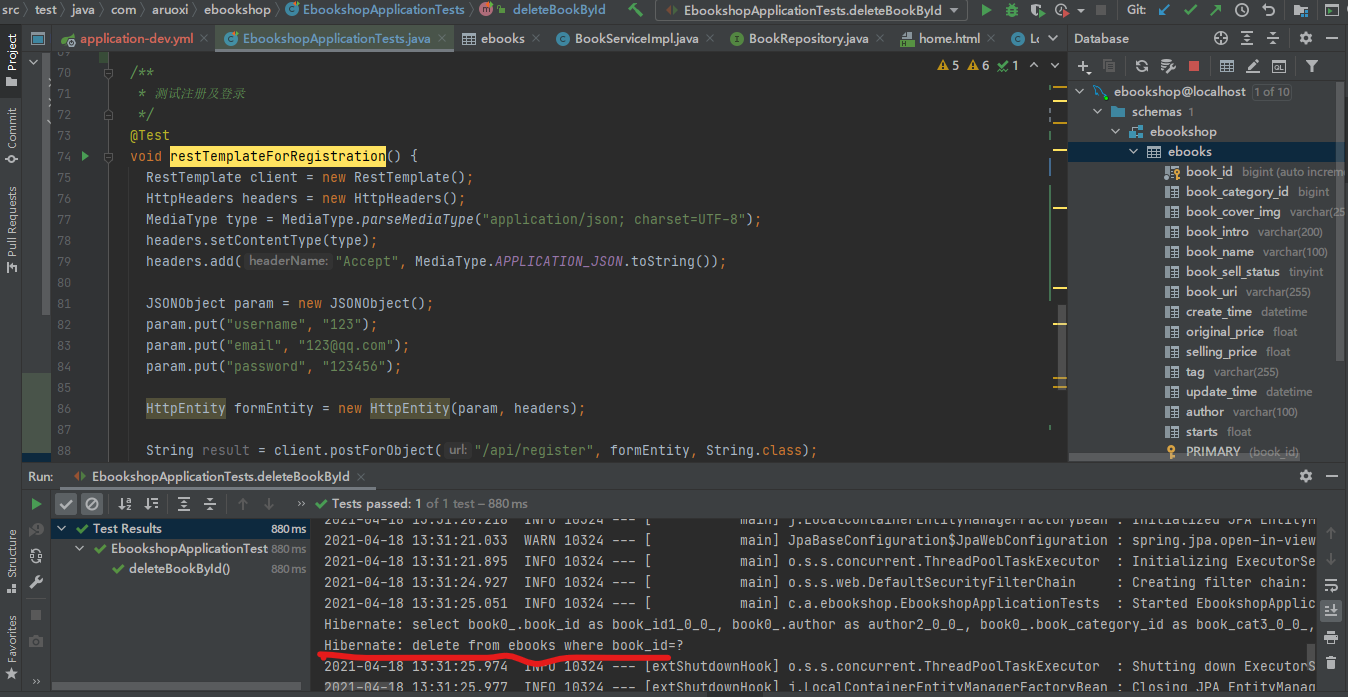 src › test › java › com › aruoxi › ebookshop › EbookshopApplicationTests › m deleteBookById EbookshopApplicationTests.deleteBookById Git:
application-dev.yml EbookshopApplicationTests.java ebooks BookServiceImpl.java BookRepository.java home.html Database
Project
Commit
Pull Requests
Structure
Favorites
5 6 1
70 /**
71 * 测试注册及登录
72 */
73 @Test
74 void restTemplateForRegistration() {
75 RestTemplate client = new RestTemplate();
76 HttpHeaders headers = new HttpHeaders();
77 MediaType type = MediaType.parseMediaType("application/json; charset=UTF-8");
78 headers.setContentType(type);
79 headers.add( headerName: "Accept", MediaType.APPLICATION_JSON.toString());
80
81 JSONObject param = new JSONObject();
82 param.put("username", "123");
83 param.put("email", "123@qq.com");
84 param.put("password", "123456");
85
86 HttpEntity formEntity = new HttpEntity(param, headers);
87
88 String result = client.postForObject( url: "/api/register", formEntity, String.class);
ebookshop@localhost 1 of 10
schemas 1
ebookshop
ebooks
book_id bigint (auto increme
book_category_id bigint
book_cover_img varchar(25
book_intro varchar(200)
book_name varchar(100)
book_sell_status tinyint
book_uri varchar(255)
create_time datetime
original_price float
selling_price float
tag varchar(255)
update_time datetime
author varchar(100)
starts float
PRIMARY (book_id)
Run: EbookshopApplicationTests.deleteBookById
Tests passed: 1 of 1 test – 880 ms
Test Results 880 ms
EbookshopApplicationTest 880 ms
deleteBookById() 880 ms
2021-04-18 13:31:20.218 INFO 10324 --- [ main] j.LocalContainerEntityManagerFactoryBean : Initialized JPA EntityM
2021-04-18 13:31:21.033 WARN 10324 --- [ main] JpaBaseConfiguration$JpaWebConfiguration : spring.jpa.open-in-view
2021-04-18 13:31:21.895 INFO 10324 --- [ main] o.s.s.concurrent.ThreadPoolTaskExecutor : Initializing ExecutorSe
2021-04-18 13:31:24.927 INFO 10324 --- [ main] o.s.s.web.DefaultSecurityFilterChain : Creating filter chain:
2021-04-18 13:31:25.051 INFO 10324 --- [ main] c.a.ebookshop.EbookshopApplicationTests : Started EbookshopApplic
Hibernate: select book0_.book_id as book_id1_0_0_, book0_.author as author2_0_0_, book0_.book_category_id as book_cat3_0_0_,
Hibernate: delete from ebooks where book_id=?
2021-04-18 13:31:25.974 INFO 10324 --- [extShutdownHook] o.s.s.concurrent.ThreadPoolTaskExecutor : Shutting down ExecutorS
2021-04-18 13:31:25.977 INFO 10324 --- [extShutdownHook] j.LocalContainerEntityManagerFactoryBean : Closing JPA EntityManag